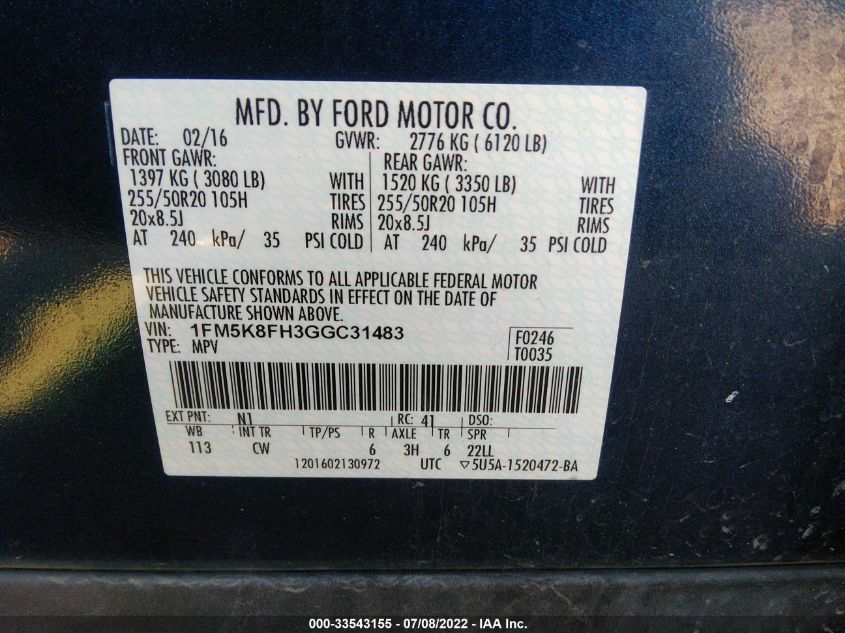 MFD. BY FORD MOTOR CO.
DATE: 02/16 GVWR: 2776 KG ( 6120 LB)
FRONT GAWR: REAR GAWR:
1397 KG ( 3080 LB) WITH 1520 KG ( 3350 LB) WITH
255/50R20 105H TIRES 255/50R20 105H TIRES
20x8.5J RIMS 20x8.5J RIMS
AT 240 kPa/ 35 PSI COLD AT 240 kPa/ 35 PSI COLD
THIS VEHICLE CONFORMS TO ALL APPLICABLE FEDERAL MOTOR
VEHICLE SAFETY STANDARDS IN EFFECT ON THE DATE OF
MANUFACTURE SHOWN ABOVE.
VIN: 1FM5K8FH3GGC31483 F0246
TYPE: MPV T0035
EXT PNT: N1 RC: 41 DSO:
WB INT TR TP/PS R AXLE TR SPR
113 CW 6 3H 6 22LL
1201602130972 UTC ▽5U5A-1520472-BA
000-33543155 - 07/08/2022 - IAA Inc.